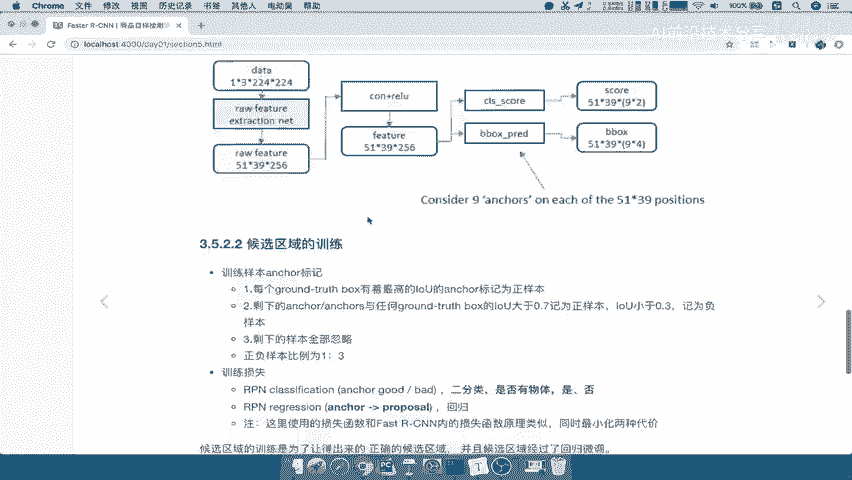 Chrome 文件 修改 视图 历史记录 书签 其他人 电动吴 帮助
100%
Faster R-CNN | 商品目标检测
localhost:4000/day01/section5.html
AI前沿技术分享
data
1*3*224*224
raw feature
extraction net
raw feature
51*39*256
con+relu
feature
51*39*256
cls_score
bbox_pred
score
51*39*(9*2)
bbox
51*39*(9*4)
Consider 9 'anchors' on each of the 51*39 positions
3.5.2.2 候选区域的训练
• 训练样本anchor标记
1.每个ground-truth box有着最高的IoU的anchor标记为正样本
2.剩下的anchor/anchors与任何ground-truth box的IoU大于0.7记为正样本，IoU小于0.3，记为负
样本
3.剩下的样本全部忽略
正负样本比例为1：3
• 训练损失
RPN classification (anchor good / bad) ，二分类，是否有物体，是、否
RPN regression (anchor -> proposal) ，回归
注：这里使用的损失函数和Fast R-CNN内的损失函数原理类似，同时最小化两种代价
候选区域的训练是为了让得出来的 正确的候选区域， 并且候选区域经过了回归微调。